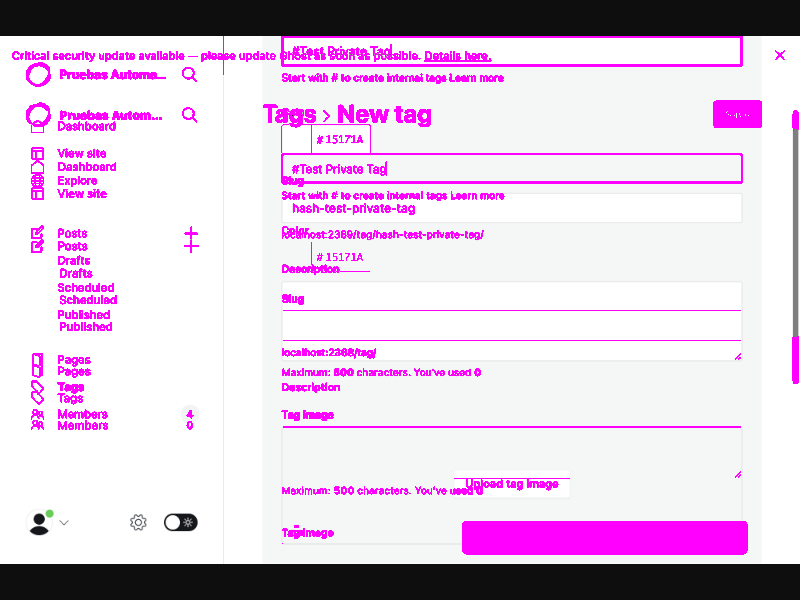 #Test Private Tag
Critical security update available — please update Ghost as soon as possible. Details here.
Pruebas Automa...
Start with # to create internal tags Learn more
Pruebas Autom...
Tags > New tag
Dashboard
# 15171A
View site
Dashboard
#Test Private Tag
Explore
Slug
View site
Start with # to create internal tags Learn more
hash-test-private-tag
Posts
Color
localhost:2369/tag/hash-test-private-tag/
Posts
Drafts
# 15171A
Drafts
Description
Scheduled
Scheduled
Slug
Published
Published
localhost:2368/tag/
Pages
Pages
Maximum: 500 characters. You've used 0
Tags
Description
Tags
Members
4
Tag image
Members
0
Upload tag image
Maximum: 500 characters. You've used 0
Tag image